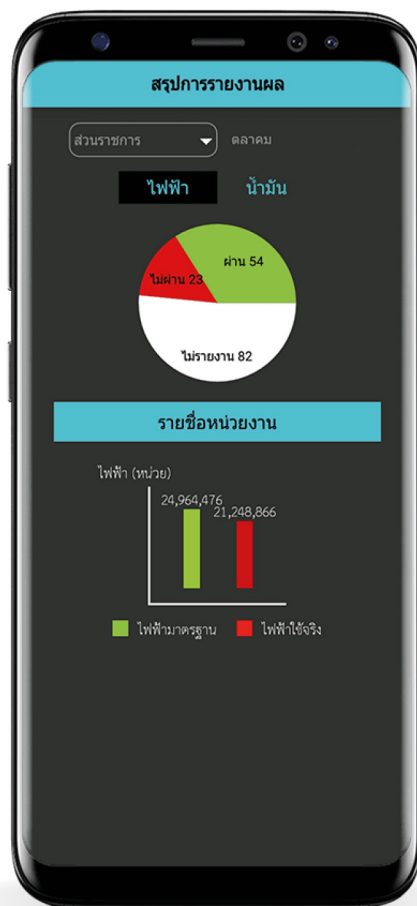 สรุปการรายงานผล
ส่วนราชการ ตุลาคม
ไฟฟ้า น้ำมัน
ผ่าน 54
ไม่ผ่าน 23
ไม่รายงาน 82
รายชื่อหน่วยงาน
ไฟฟ้า (หน่วย)
24,964,476
21,248,866
ไฟฟ้ามาตรฐาน ไฟฟ้าใช้จริง